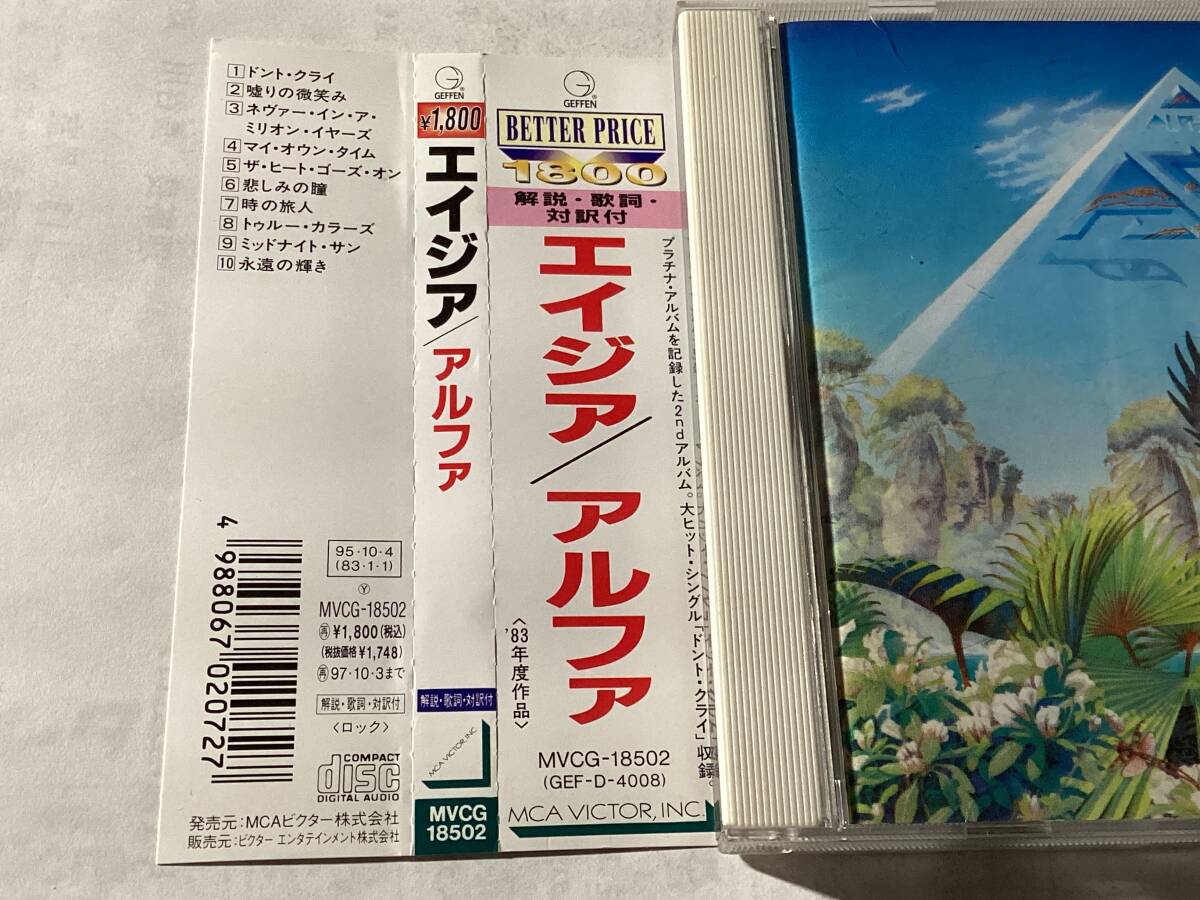 1 ドント・クライ
2 嘘りの微笑み
3 ネヴァー・イン・ア・
ミリオン・イヤーズ
4 マイ・オウン・タイム
5 ザ・ヒート・ゴーズ・オン
6 悲しみの瞳
7 時の旅人
8 トゥルー・カラーズ
9 ミッドナイト・サン
10 永遠の輝き
4 988067 020727
95・10・4
(83・1・1)
Y
MVCG-18502
再 ¥1,800(税込)
(税抜価格¥1,748)
再 97・10・3まで
解説・歌詞・対訳付
〈ロック〉
COMPACT
disc
DIGITAL AUDIO
発売元:MCAビクター株式会社
販売元:ビクター エンタテインメント株式会社
G
GEFFEN®
¥1,800
エイジア/アルファ
解説・歌詞・対訳付
MCA VICTOR, INC.
MVCG
18502
G
GEFFEN®
BETTER PRICE
1800
解説・歌詞・
対訳付
エイジア/アルファ
プラチナ・アルバムを記録した2ndアルバム。大ヒット・シングル「ドント・クライ」収録。
〈'83年度作品〉
MVCG-18502
(GEF-D-4008)
MCA VICTOR, INC.